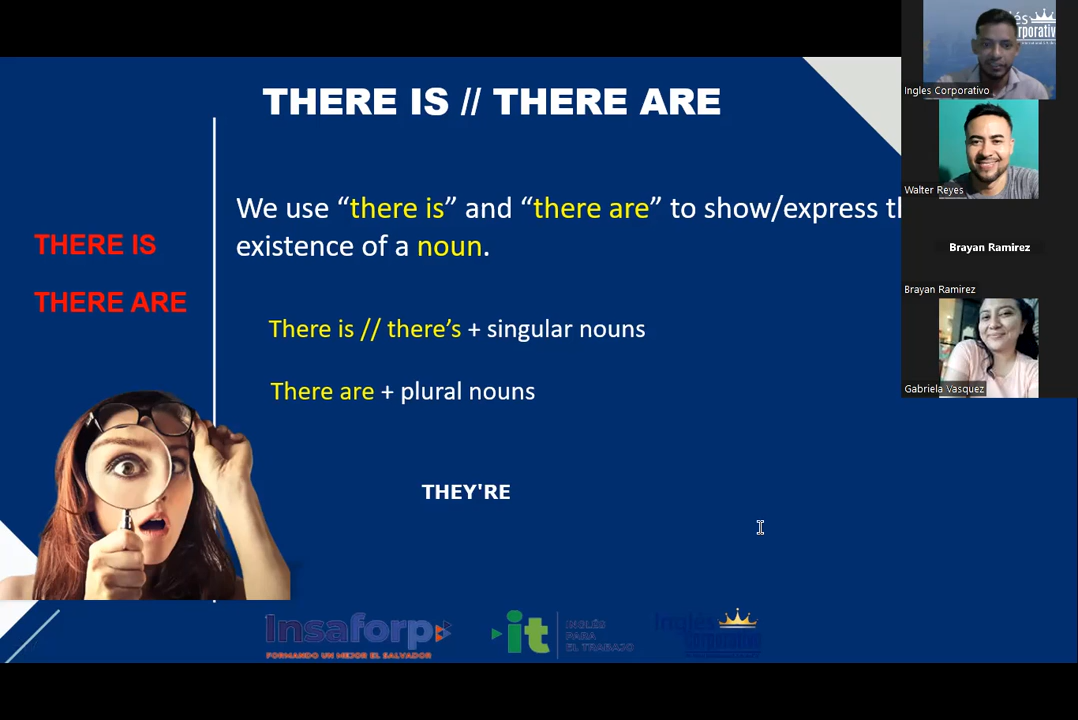 THERE IS // THERE ARE
THERE IS
THERE ARE
We use “there is” and “there are” to show/express
existence of a noun.
There is // there’s + singular nouns
There are + plural nouns
THEY'RE
Insaforp
FORMANDO UN MEJOR EL SALVADOR
it
INGLÉS
PARA
EL TRABAJO
Inglés
Corporativo
Ingles Corporativo
Walter Reyes
Brayan Ramirez
Brayan Ramirez
Gabriela Vasquez